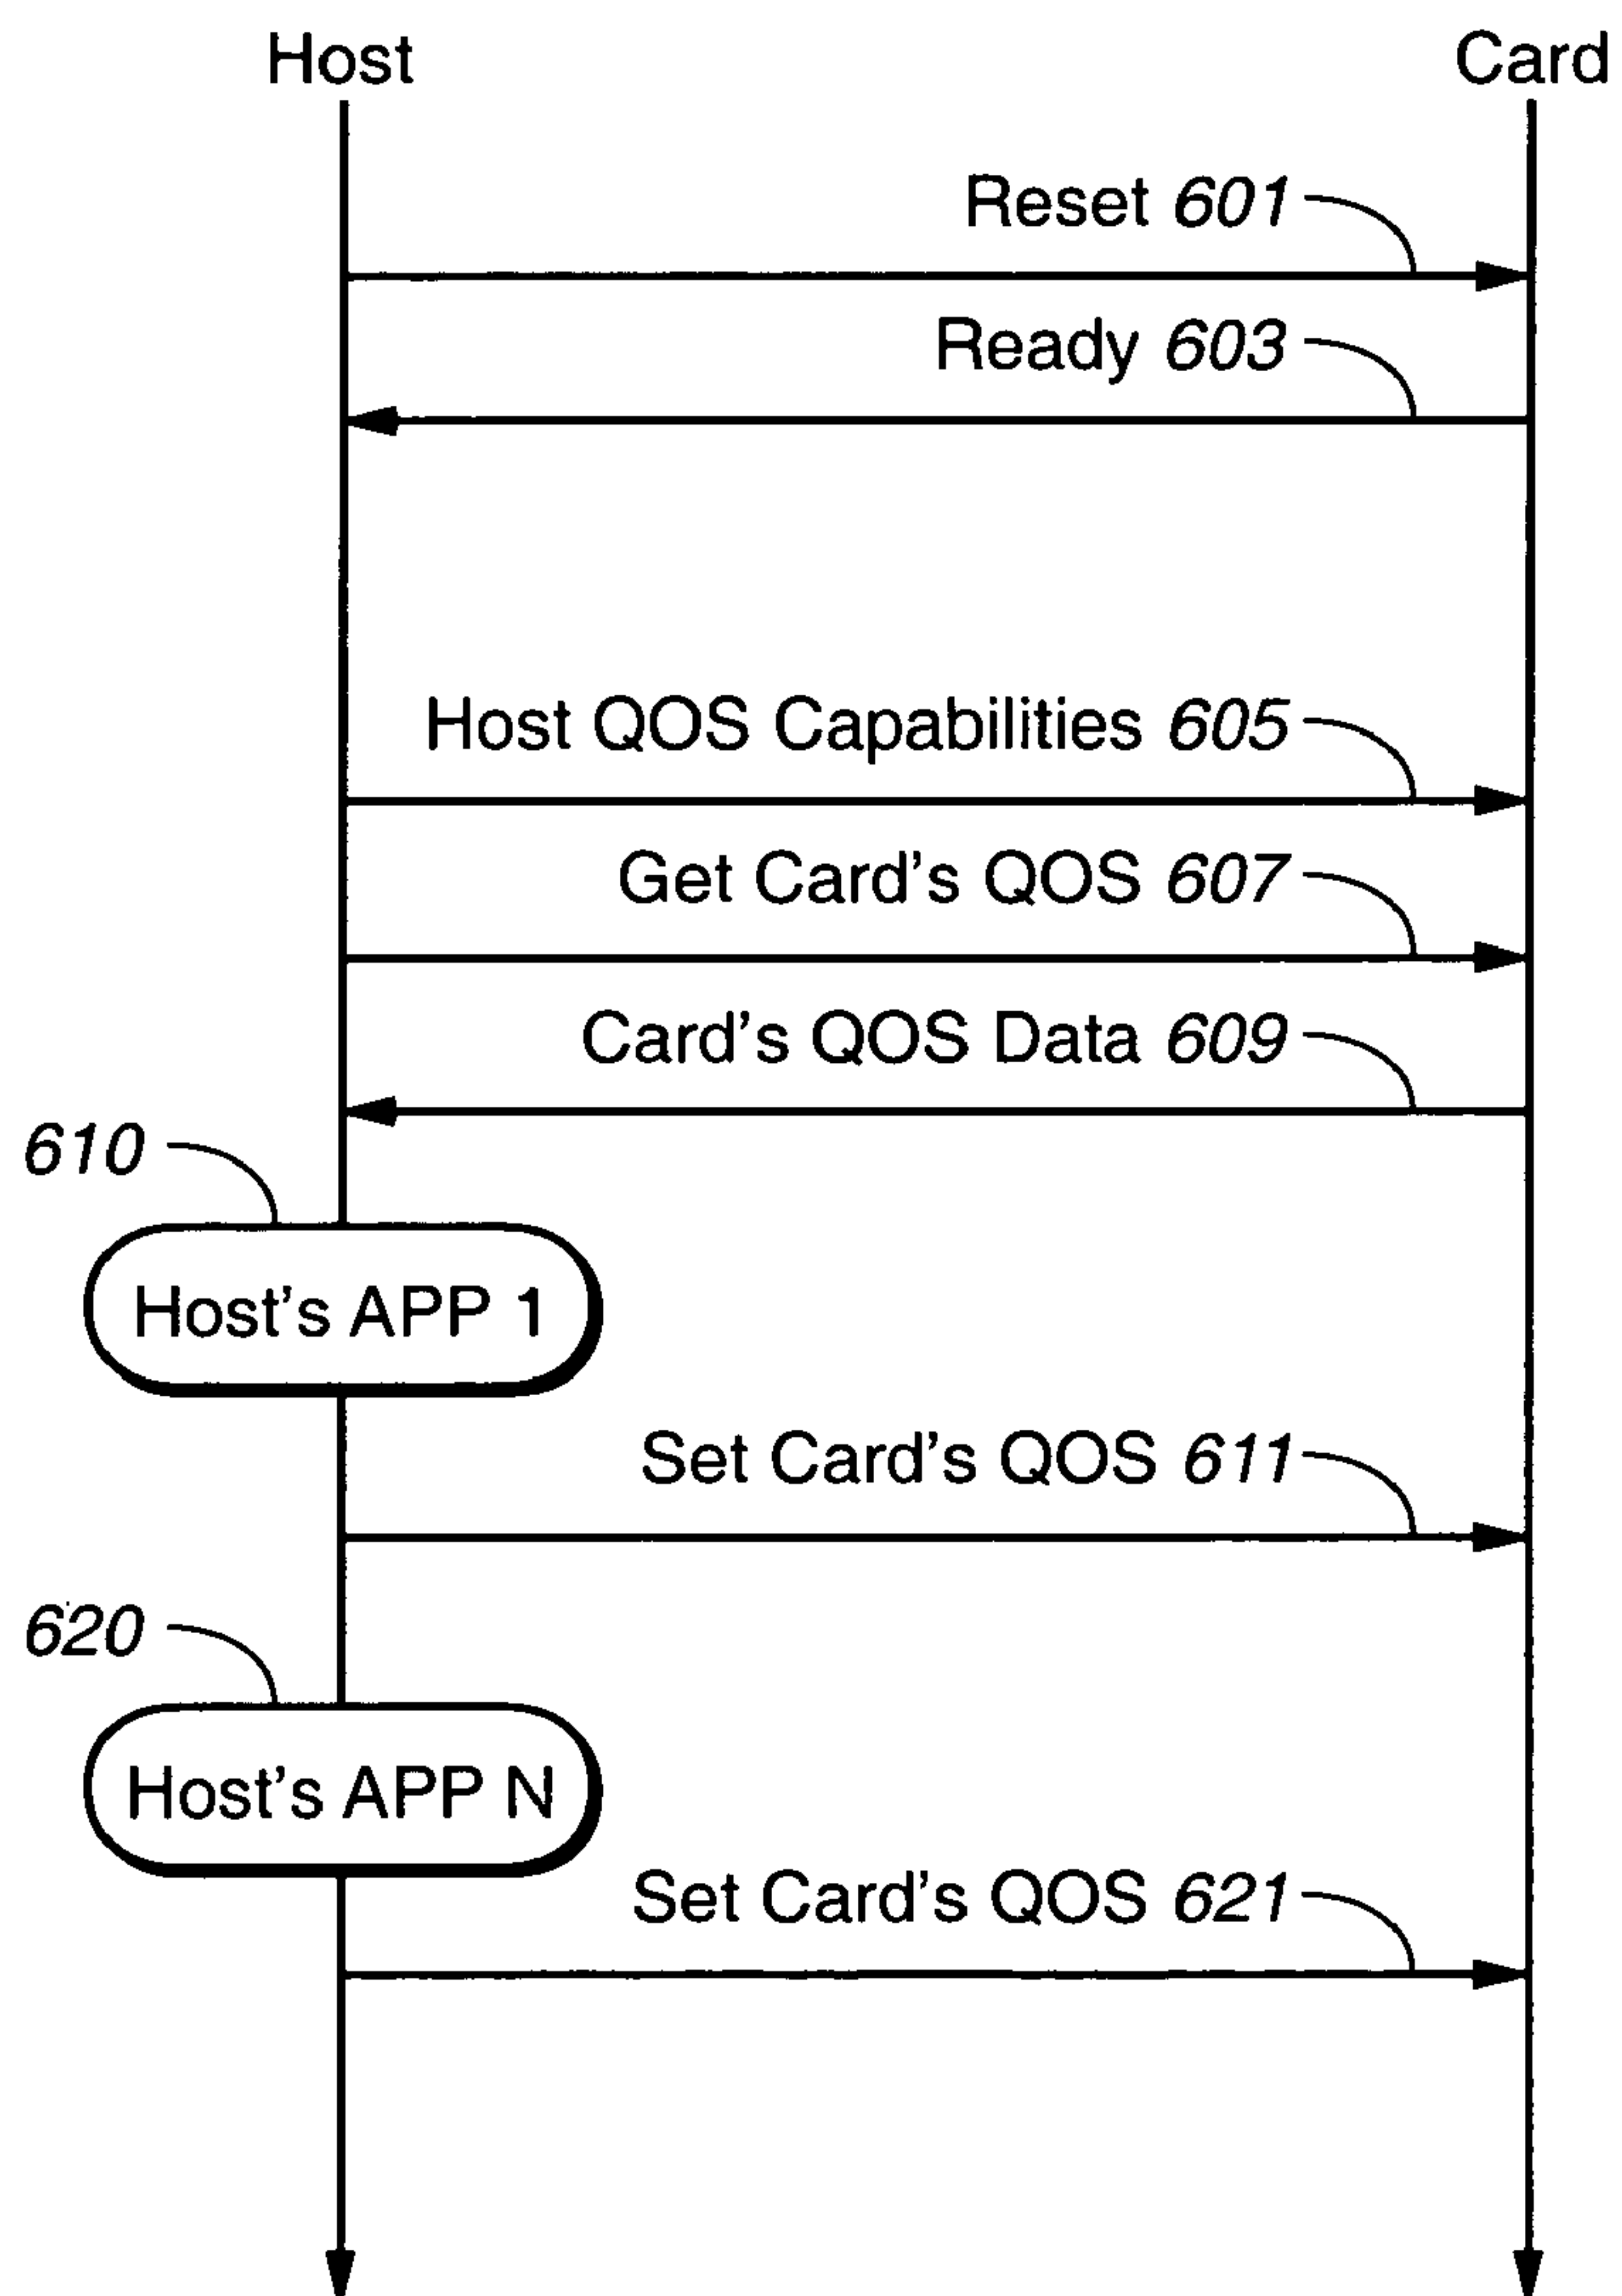 Host Card
Reset 601
Ready 603
Host QOS Capabilities 605
Get Card's QOS 607
Card's QOS Data 609
610
Host's APP 1
Set Card's QOS 611
620
Host's APP N
Set Card's QOS 621